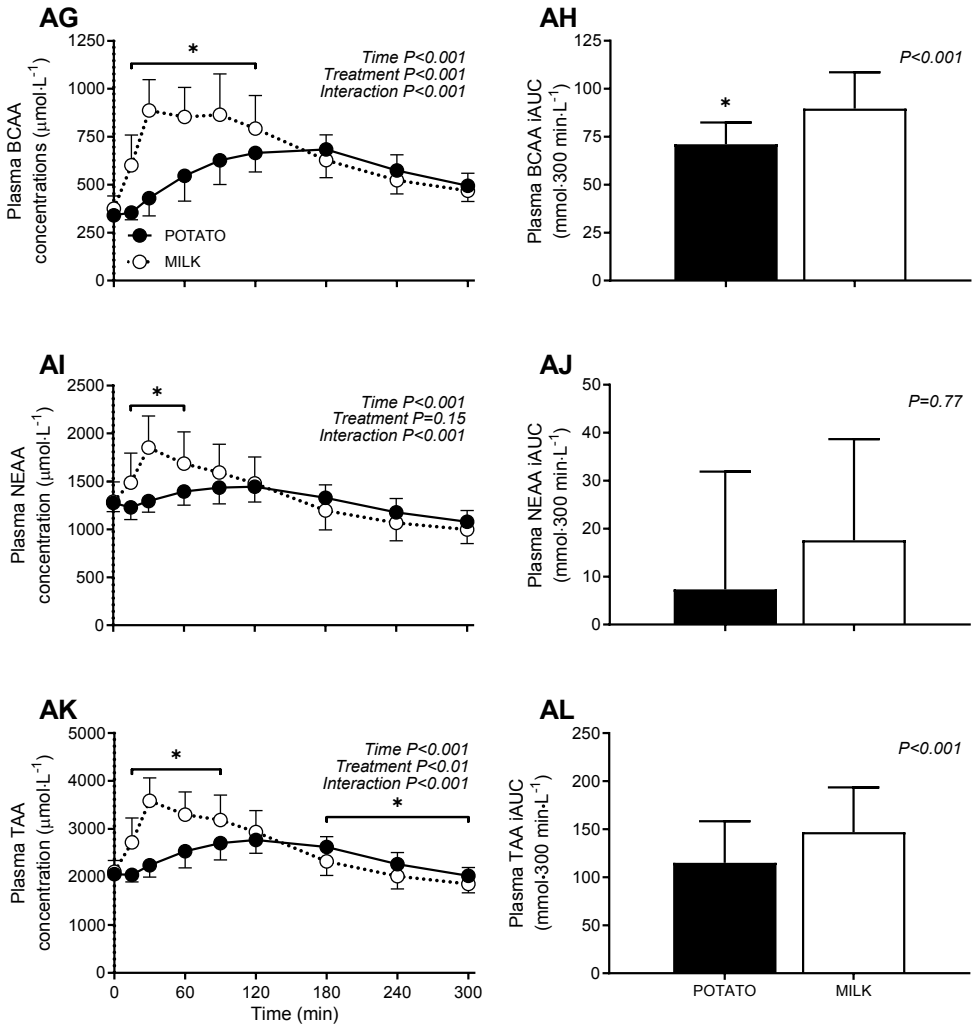 AG
Plasma BCAA
concentrations (μmol·L⁻¹)
1250
1000
750
500
250
0
*
Time P<0.001
Treatment P<0.001
Interaction P<0.001
POTATO
MILK
AH
Plasma BCAA iAUC
(mmol·300 min·L⁻¹)
125
100
75
50
25
0
*
P<0.001
AI
Plasma NEAA
concentration (μmol·L⁻¹)
2500
2000
1500
1000
500
0
*
Time P<0.001
Treatment P=0.15
Interaction P<0.001
AJ
Plasma NEAA iAUC
(mmol·300 min·L⁻¹)
50
40
30
20
10
0
P=0.77
AK
Plasma TAA
concentration (μmol·L⁻¹)
5000
4000
3000
2000
1000
0
*
Time P<0.001
Treatment P<0.01
Interaction P<0.001
*
0 60 120 180 240 300
Time (min)
AL
Plasma TAA iAUC
(mmol·300 min·L⁻¹)
250
200
150
100
50
0
P<0.001
POTATO MILK